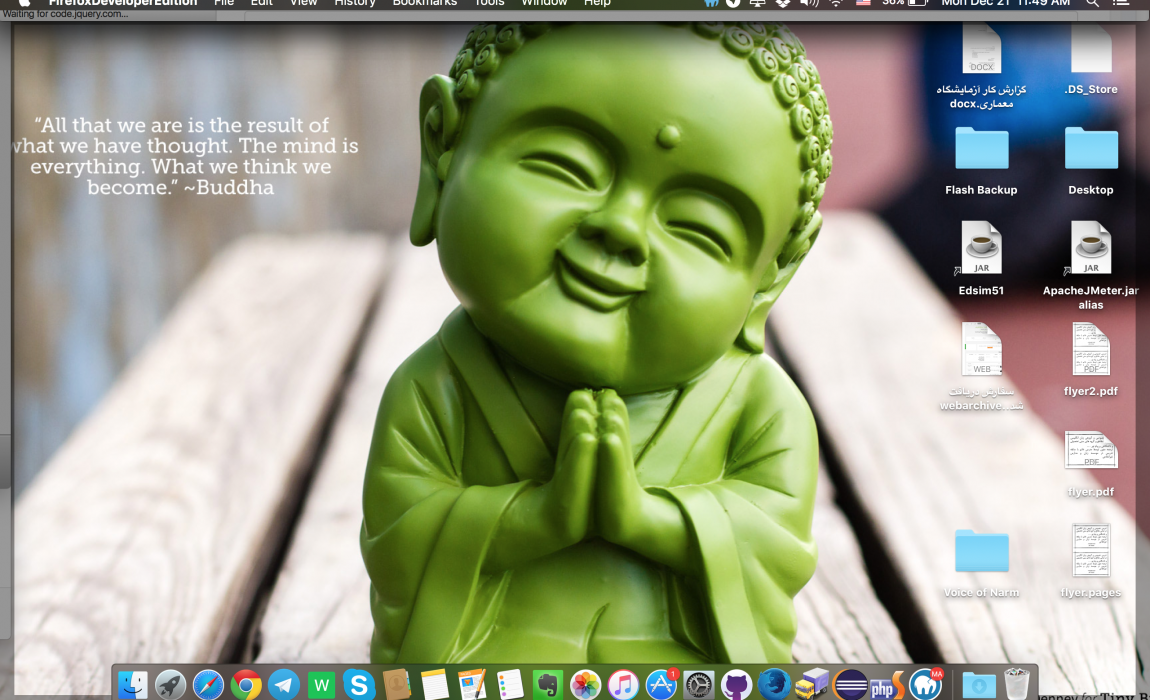 FirefoxDeveloperEdition File Edit View History Bookmarks Tools Window Help 36% Mon Dec 21 11:49 AM
Waiting for code.jquery.com...
“All that we are is the result of
what we have thought. The mind is
everything. What we think we
become.” ~Buddha
DOCX
گزارش کار آزمایشگاه
معماری.docx
.DS_Store
Flash Backup
Desktop
JAR
Edsim51
JAR
ApacheJMeter.jar
alias
WEB
سفارش دریافت
شد...webarchive
PDF
flyer2.pdf
PDF
flyer.pdf
Voice of Narm
flyer.pages
W
S
1
php
MA
for Tiny B